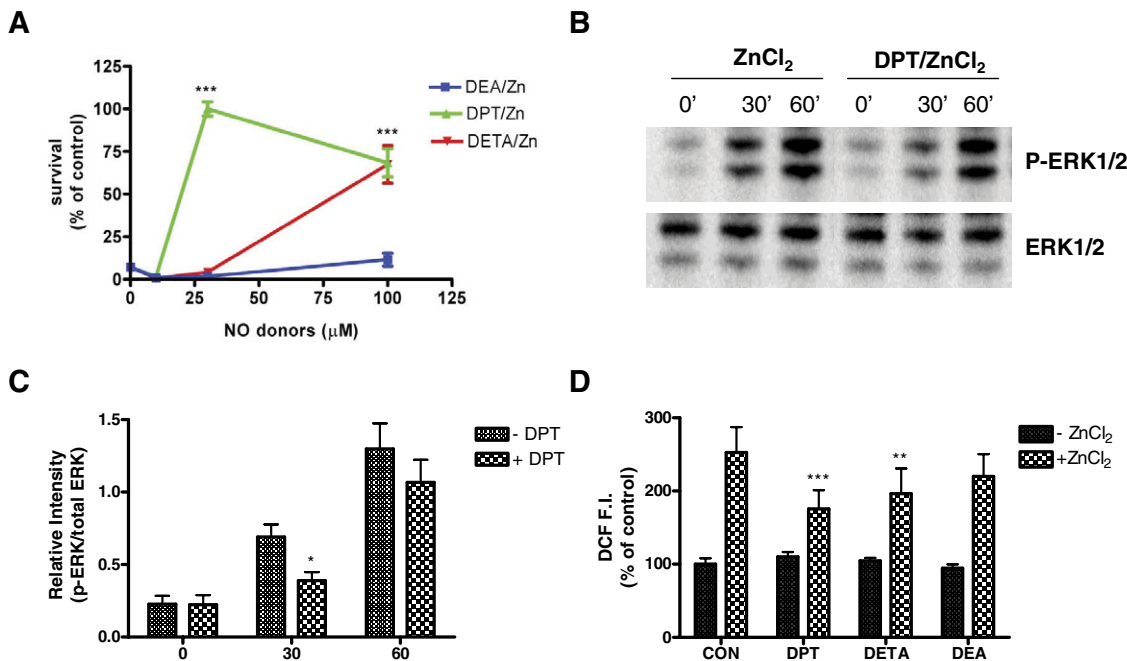 A
survival
(% of control)
125
100
75
50
25
0
0 25 50 75 100 125
NO donors (μM)
***
***
DEA/Zn
DPT/Zn
DETA/Zn
B
ZnCl₂ DPT/ZnCl₂
0' 30' 60' 0' 30' 60'
P-ERK1/2
ERK1/2
C
Relative Intensity
(p-ERK/total ERK)
1.5
1.0
0.5
0.0
*
0 30 60
- DPT
+ DPT
D
DCF F.I.
(% of control)
300
200
100
0
***
**
CON DPT DETA DEA
- ZnCl₂
+ZnCl₂